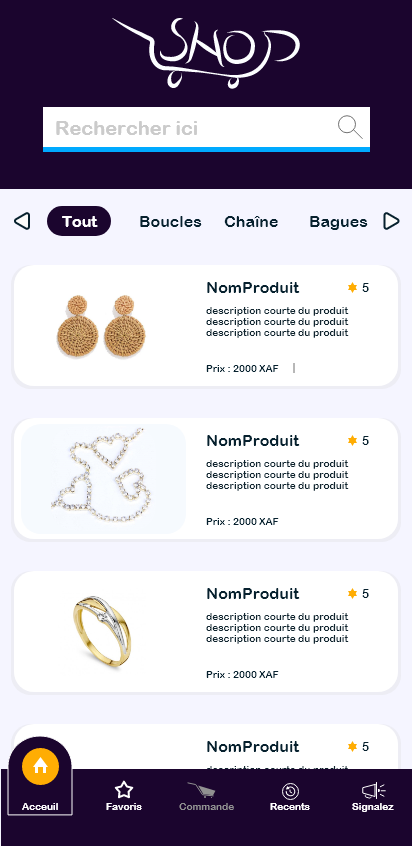 SHOP
Rechercher ici
Tout Boucles Chaîne Bagues
NomProduit 5
description courte du produit
description courte du produit
description courte du produit
Prix : 2000 XAF
NomProduit 5
description courte du produit
description courte du produit
description courte du produit
Prix : 2000 XAF
NomProduit 5
description courte du produit
description courte du produit
description courte du produit
Prix : 2000 XAF
NomProduit 5
description courte du produit
Acceuil Favoris Commande Recents Signalez